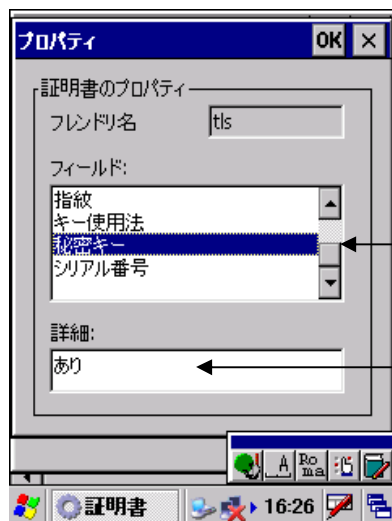 プロパティ OK ×
証明書のプロパティ
フレンドリ名 tls
フィールド:
指紋
キー使用法
秘密キー
シリアル番号
詳細:
あり
A Ro ma
証明書 16:26